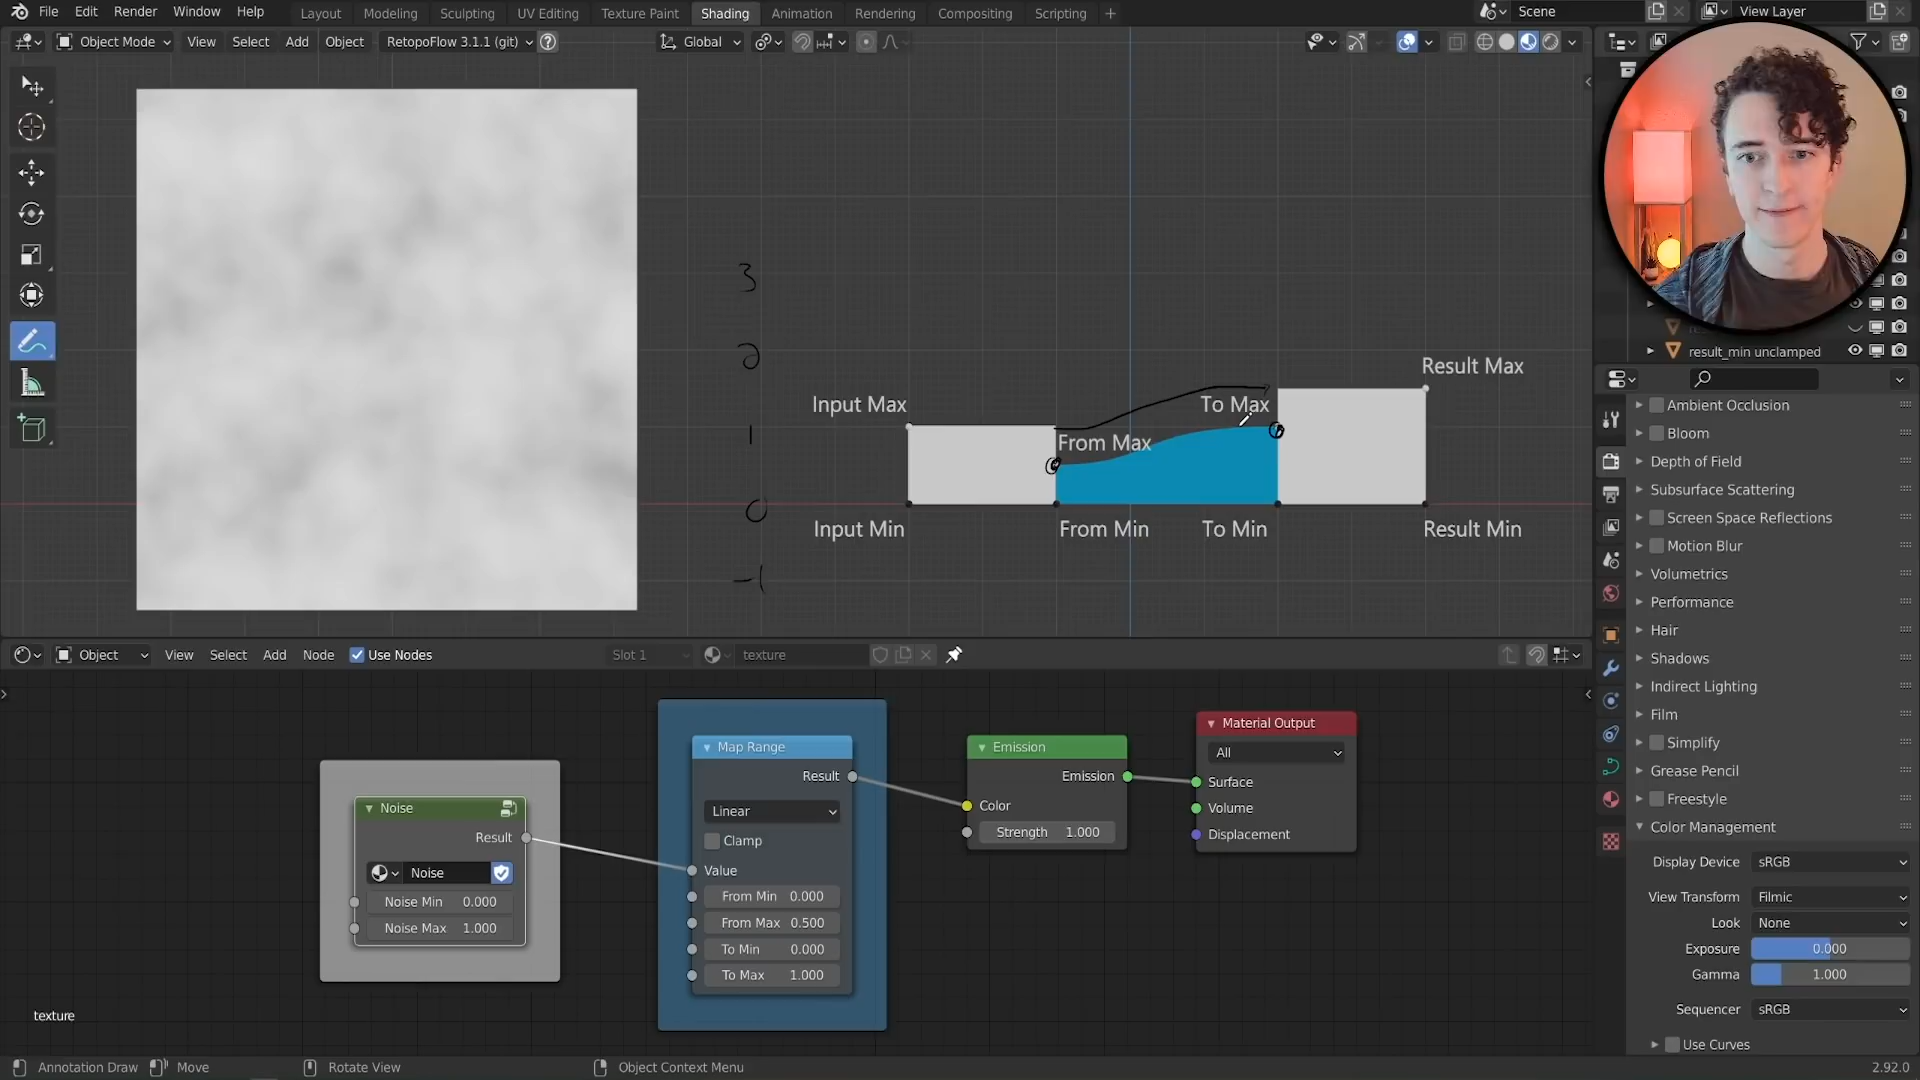 File Edit Render Window Help
Layout Modeling Sculpting UV Editing Texture Paint Shading Animation Rendering Compositing Scripting +
Scene
View Layer
Object Mode View Select Add Object RetopoFlow 3.1.1 (git)
Global
result_min unclamped
3
2
1
0
-1
Input Max
From Max
To Max
Result Max
Input Min
From Min
To Min
Result Min
Ambient Occlusion
Bloom
Depth of Field
Subsurface Scattering
Screen Space Reflections
Motion Blur
Volumetrics
Performance
Hair
Shadows
Indirect Lighting
Film
Simplify
Grease Pencil
Freestyle
Color Management
Display Device sRGB
View Transform Filmic
Look None
Exposure 0.000
Gamma 1.000
Sequencer sRGB
Use Curves
Object View Select Add Node Use Nodes Slot 1 texture
Noise
Result
Noise
Noise Min 0.000
Noise Max 1.000
Map Range
Result
Linear
Clamp
Value
From Min 0.000
From Max 0.500
To Min 0.000
To Max 1.000
Emission
Emission
Color
Strength 1.000
Material Output
All
Surface
Volume
Displacement
texture
Annotation Draw Move Rotate View Object Context Menu 2.92.0